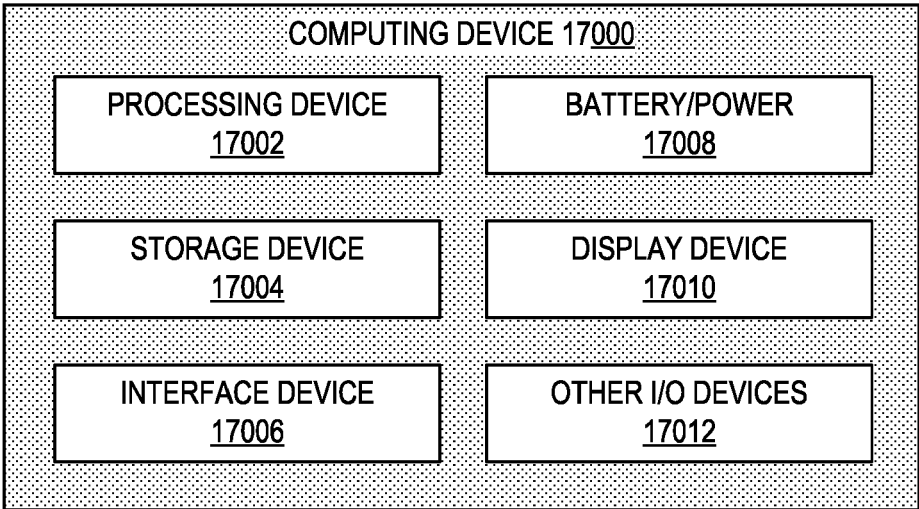 COMPUTING DEVICE 17000
PROCESSING DEVICE
17002
BATTERY/POWER
17008
STORAGE DEVICE
17004
DISPLAY DEVICE
17010
INTERFACE DEVICE
17006
OTHER I/O DEVICES
17012